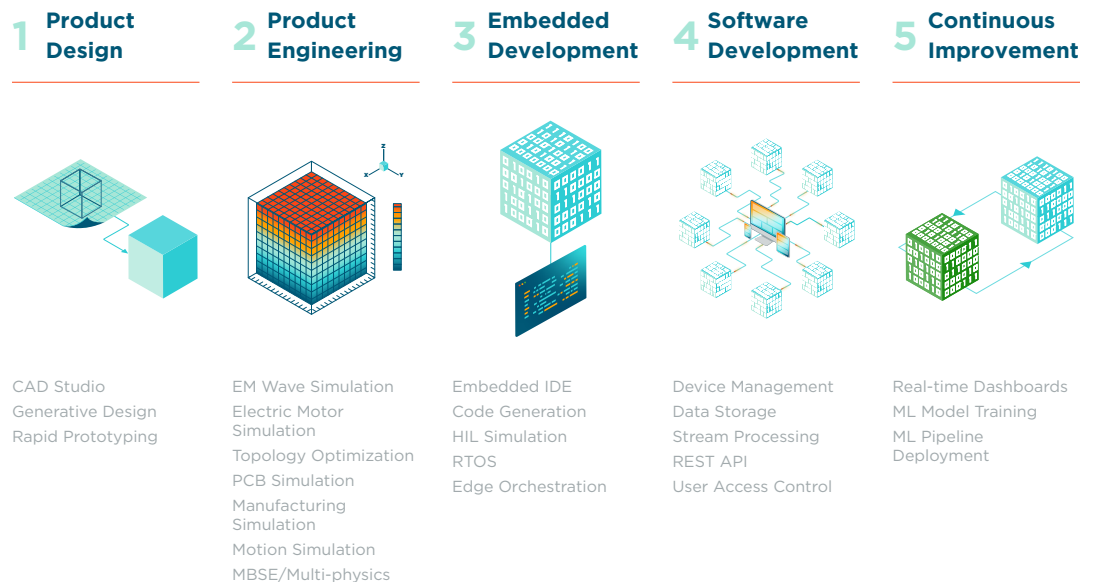 1 Product
Design
2 Product
Engineering
3 Embedded
Development
4 Software
Development
5 Continuous
Improvement
Z
X
Y
CAD Studio
Generative Design
Rapid Prototyping
EM Wave Simulation
Electric Motor
Simulation
Topology Optimization
PCB Simulation
Manufacturing
Simulation
Motion Simulation
MBSE/Multi-physics
Embedded IDE
Code Generation
HIL Simulation
RTOS
Edge Orchestration
Device Management
Data Storage
Stream Processing
REST API
User Access Control
Real-time Dashboards
ML Model Training
ML Pipeline
Deployment